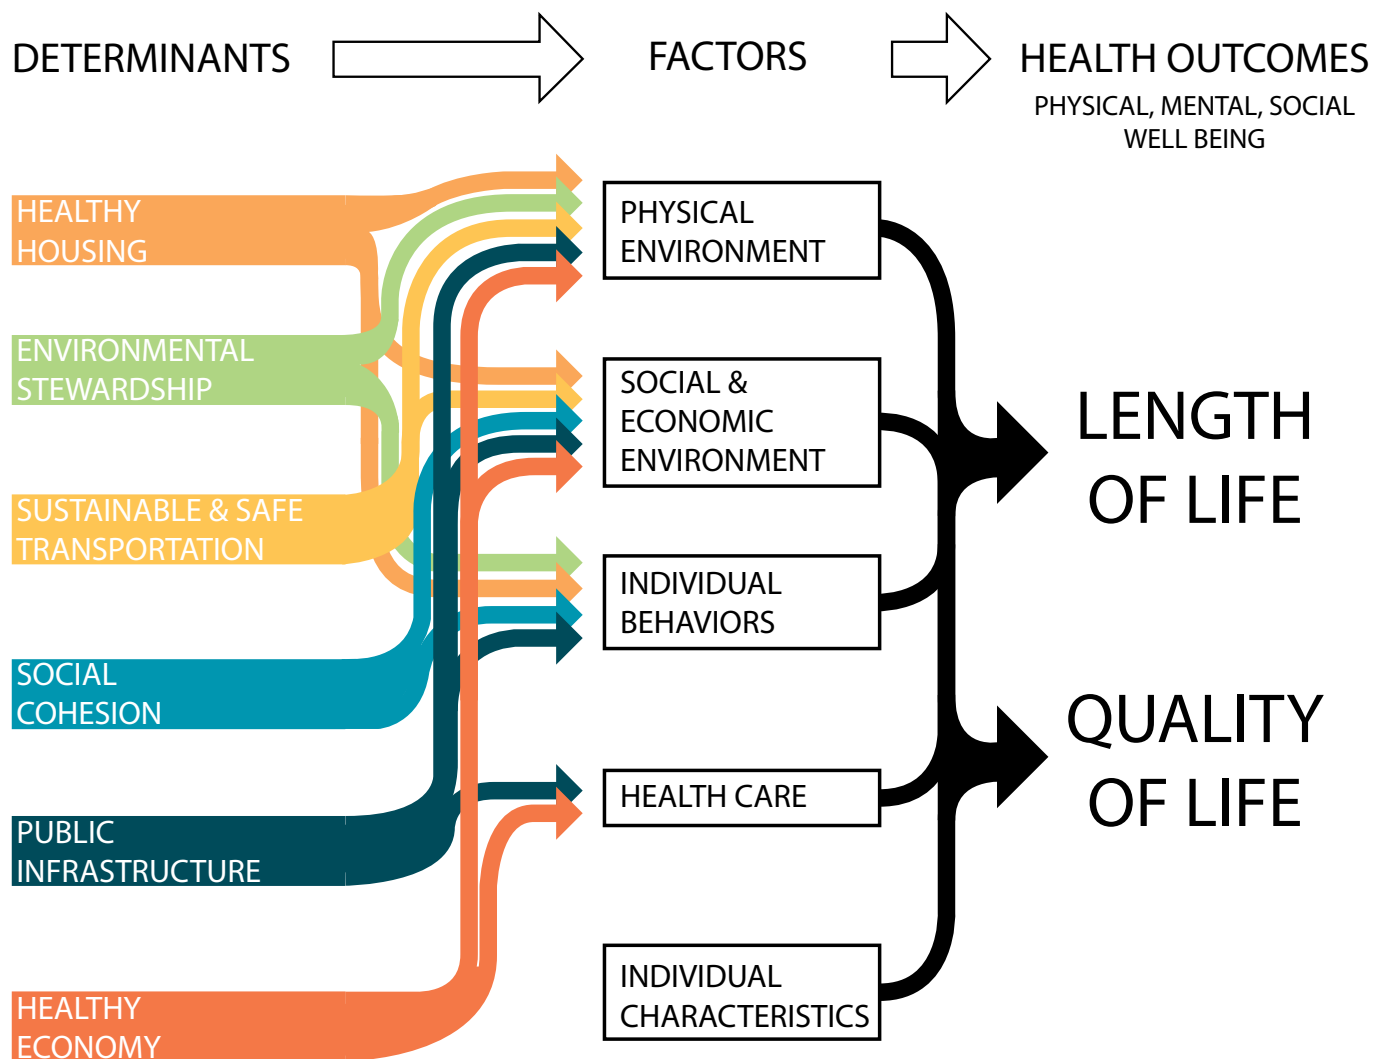 DETERMINANTS
FACTORS
HEALTH OUTCOMES
PHYSICAL, MENTAL, SOCIAL
WELL BEING
HEALTHY
HOUSING
ENVIRONMENTAL
STEWARDSHIP
SUSTAINABLE & SAFE
TRANSPORTATION
SOCIAL
COHESION
PUBLIC
INFRASTRUCTURE
HEALTHY
ECONOMY
PHYSICAL
ENVIRONMENT
SOCIAL &
ECONOMIC
ENVIRONMENT
INDIVIDUAL
BEHAVIORS
HEALTH CARE
INDIVIDUAL
CHARACTERISTICS
LENGTH
OF LIFE
QUALITY
OF LIFE